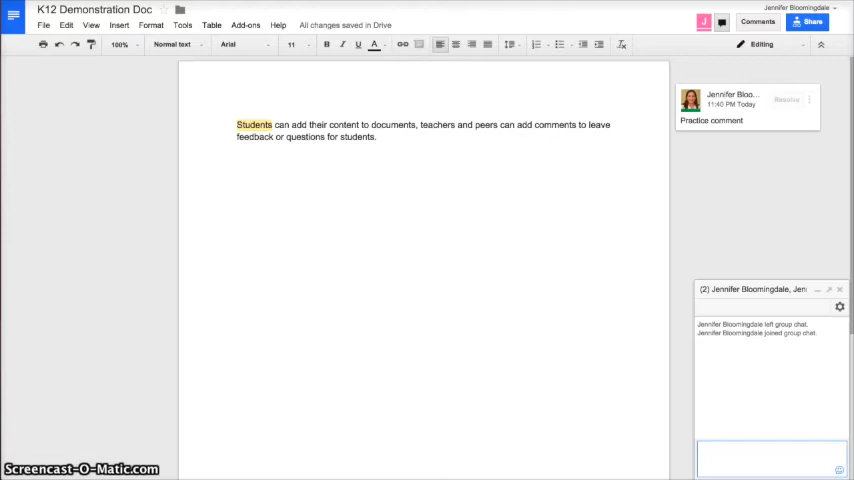 K12 Demonstration Doc
Jennifer Bloomingdale
File Edit View Insert Format Tools Table Add-ons Help All changes saved in Drive
J Comments Share
100% Normal text Arial 11 B I U A Editing
Jennifer Bloo...
11:40 PM Today
Resolve
Practice comment
Students can add their content to documents, teachers and peers can add comments to leave
feedback or questions for students.
(2) Jennifer Bloomingdale, Jen
Jennifer Bloomingdale left group chat.
Jennifer Bloomingdale joined group chat.
Screencast-O-Matic.com